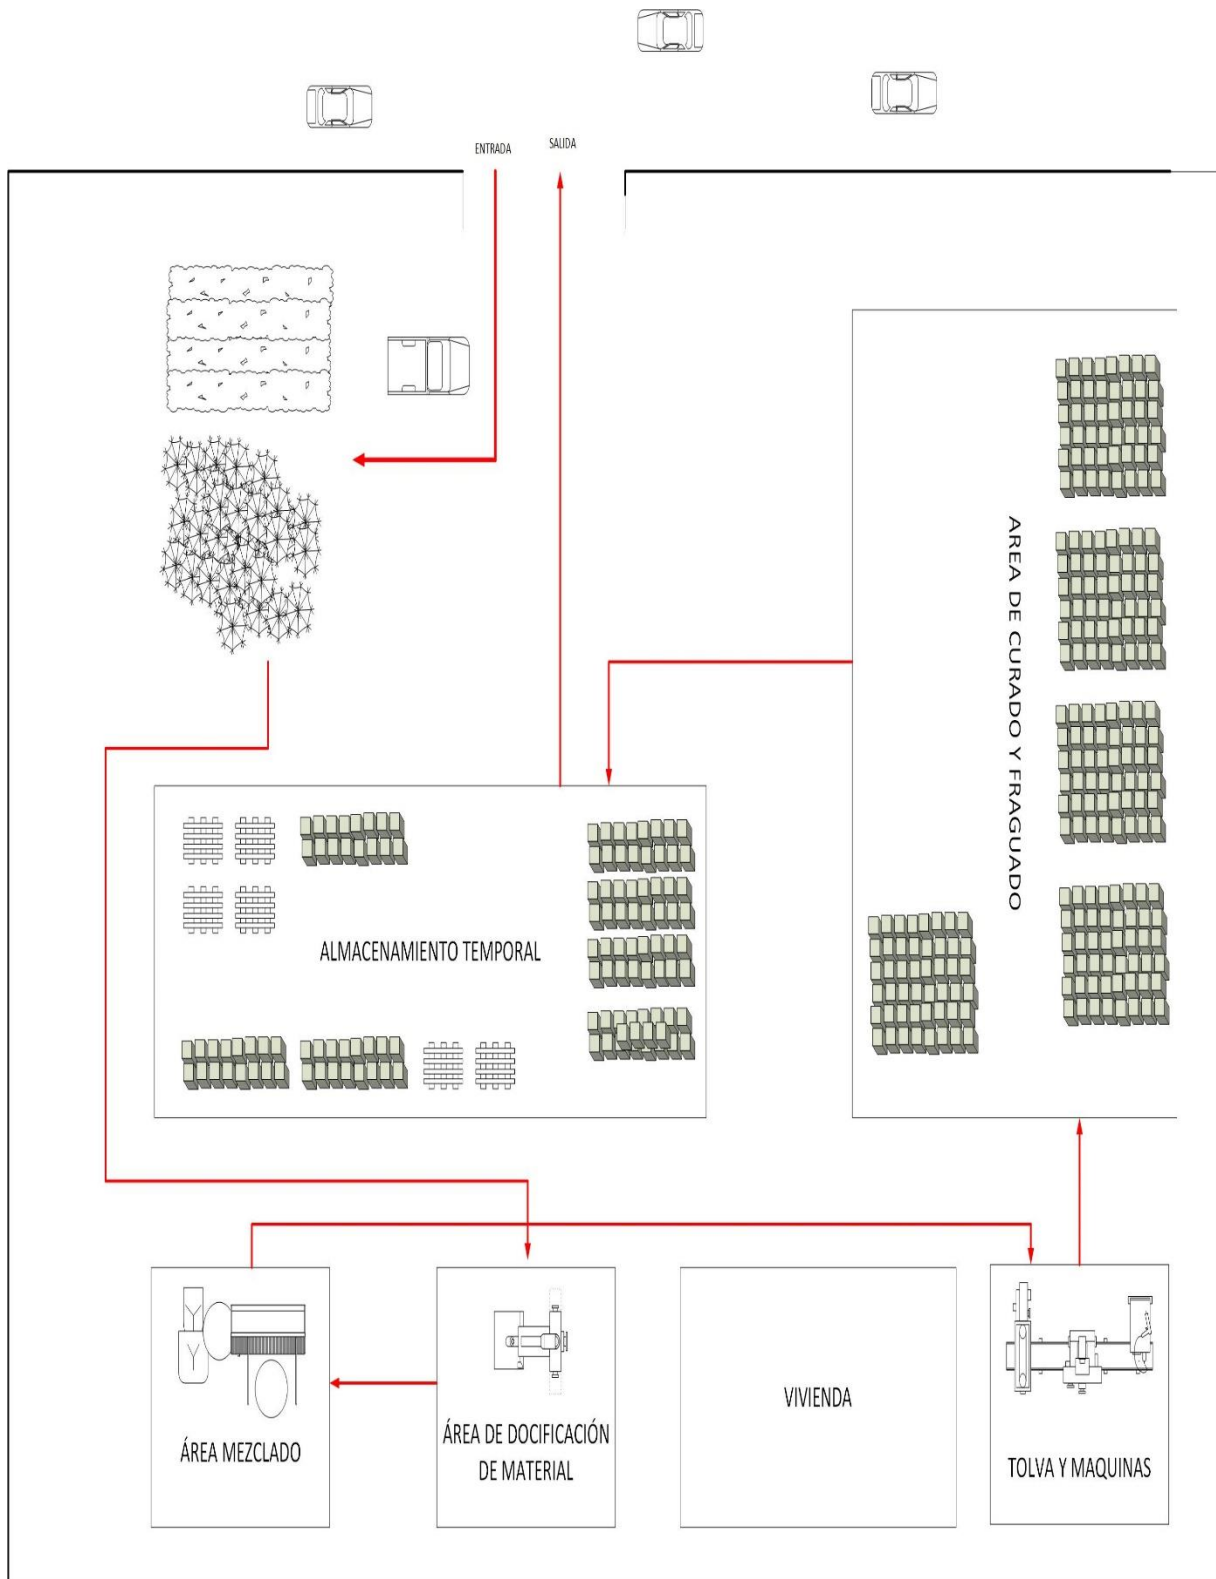 ENTRADA
SALIDA
AREA DE CURADO Y FRAGUADO
ALMACENAMIENTO TEMPORAL
ÁREA MEZCLADO
ÁREA DE DOCIFICACIÓN
DE MATERIAL
VIVIENDA
TOLVA Y MAQUINAS